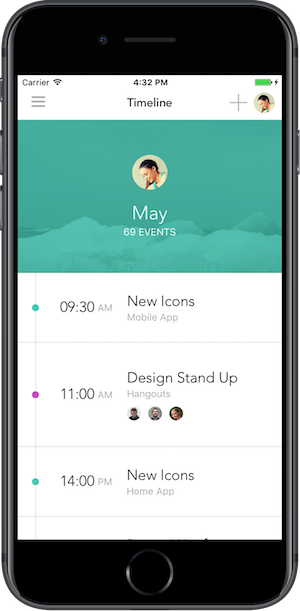 Carrier 4:32 PM
Timeline
May
69 EVENTS
09:30 AM New Icons
Mobile App
11:00 AM Design Stand Up
Hangouts
14:00 PM New Icons
Home App